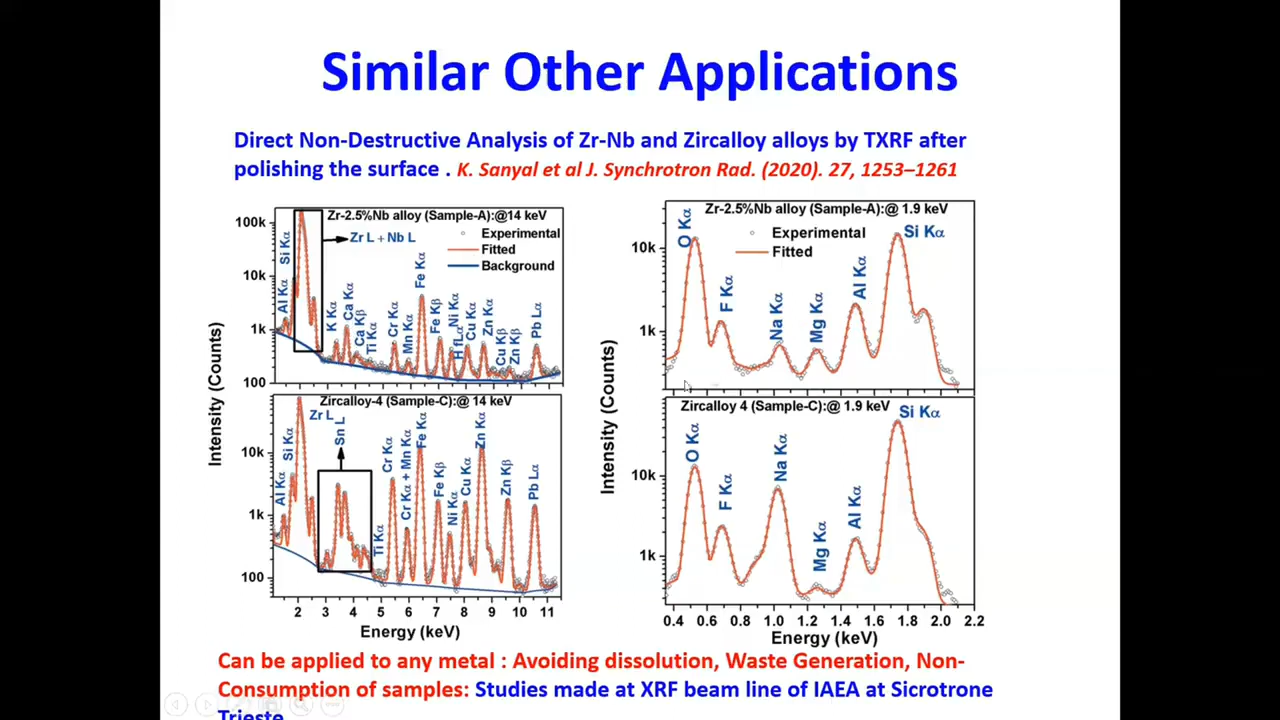 Similar Other Applications
Direct Non-Destructive Analysis of Zr-Nb and Zircalloy alloys by TXRF after
polishing the surface . K. Sanyal et al J. Synchrotron Rad. (2020). 27, 1253–1261
Intensity (Counts)
Zr-2.5%Nb alloy (Sample-A):@14 keV
Experimental
Fitted
Background
100k
10k
1k
100
Al Kα
Si Kα
Zr L + Nb L
K Kα
Ca Kα
Ca Kβ
Ti Kα
Cr Kα
Mn Kα
Fe Kα
Fe Kβ
Ni Kα
Hf Lα
Cu Kα
Zn Kα
Cu Kβ
Zn Kβ
Pb Lα
Zircalloy-4 (Sample-C):@ 14 keV
10k
1k
100
Al Kα
Si Kα
Zr L
Sn L
Ti Kα
Cr Kα
Cr Kα + Mn Kα
Fe Kα
Fe Kβ
Ni Kα
Cu Kα
Zn Kα
Zn Kβ
Pb Lα
2 3 4 5 6 7 8 9 10 11
Energy (keV)
Intensity (Counts)
Zr-2.5%Nb alloy (Sample-A):@ 1.9 keV
Experimental
Fitted
10k
1k
O Kα
F Kα
Na Kα
Mg Kα
Al Kα
Si Kα
Zircalloy 4 (Sample-C):@ 1.9 keV
10k
1k
O Kα
F Kα
Na Kα
Mg Kα
Al Kα
Si Kα
0.4 0.6 0.8 1.0 1.2 1.4 1.6 1.8 2.0 2.2
Energy (keV)
Can be applied to any metal : Avoiding dissolution, Waste Generation, Non-
Consumption of samples: Studies made at XRF beam line of IAEA at Sicrotrone
Trieste